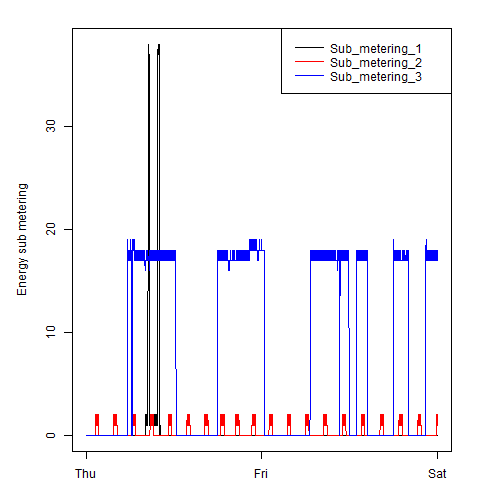 Sub_metering_1
Sub_metering_2
Sub_metering_3
Energy sub metering
30
20
10
0
Thu Fri Sat